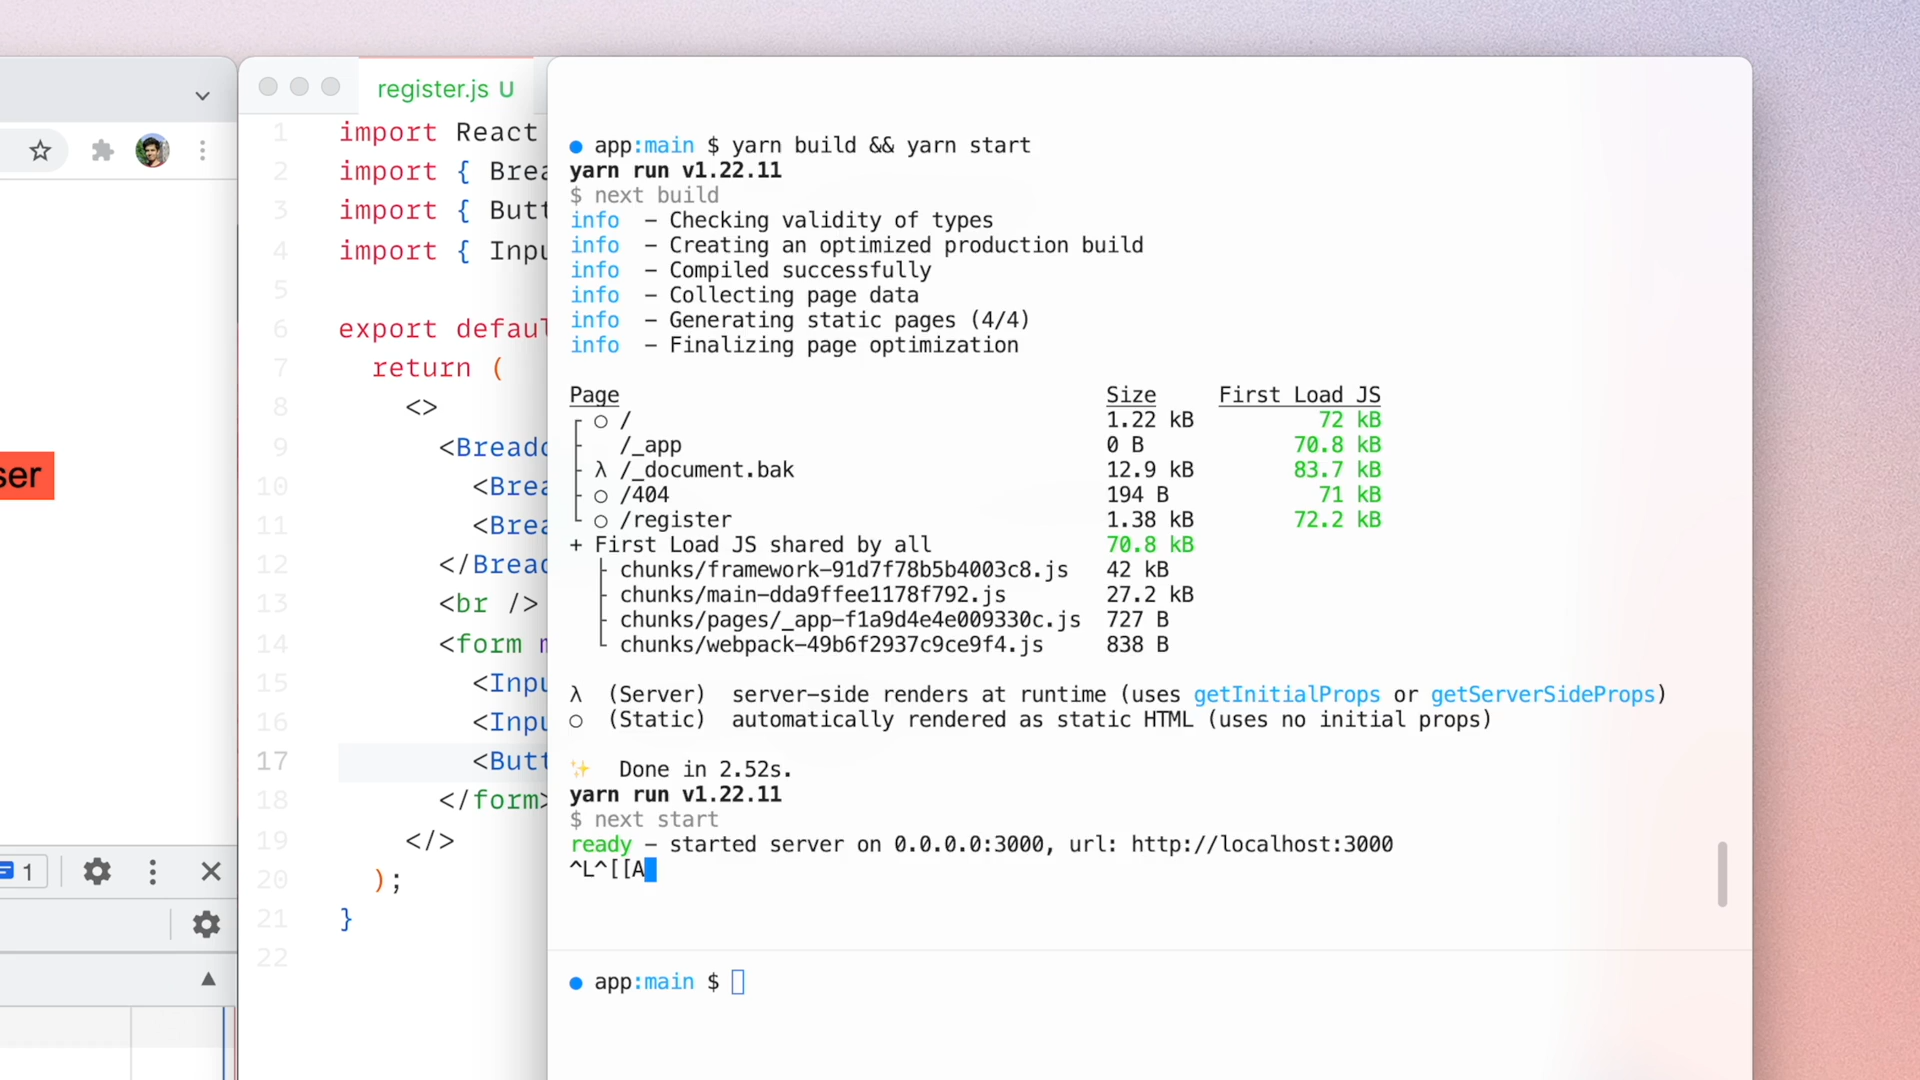 ser
1
register.js U
1 import React
2 import { Brea
3 import { Butt
4 import { Inpu
5
6 export defaul
7 return (
8 <>
9 <Breadc
10 <Brea
11 <Brea
12 </Bread
13 <br />
14 <form m
15 <Inpu
16 <Inpu
17 <Butt
18 </form>
19 </>
20 );
21 }
22
● app:main $ yarn build && yarn start
yarn run v1.22.11
$ next build
info – Checking validity of types
info – Creating an optimized production build
info – Compiled successfully
info – Collecting page data
info – Generating static pages (4/4)
info – Finalizing page optimization
Page Size First Load JS
┌ ○ / 1.22 kB 72 kB
├ /_app 0 B 70.8 kB
├ λ /_document.bak 12.9 kB 83.7 kB
├ ○ /404 194 B 71 kB
└ ○ /register 1.38 kB 72.2 kB
+ First Load JS shared by all 70.8 kB
├ chunks/framework-91d7f78b5b4003c8.js 42 kB
├ chunks/main-dda9ffee1178f792.js 27.2 kB
├ chunks/pages/_app-f1a9d4e4e009330c.js 727 B
└ chunks/webpack-49b6f2937c9ce9f4.js 838 B
λ (Server) server-side renders at runtime (uses getInitialProps or getServerSideProps)
○ (Static) automatically rendered as static HTML (uses no initial props)
✨ Done in 2.52s.
yarn run v1.22.11
$ next start
ready – started server on 0.0.0.0:3000, url: http://localhost:3000
^L^[[A
● app:main $